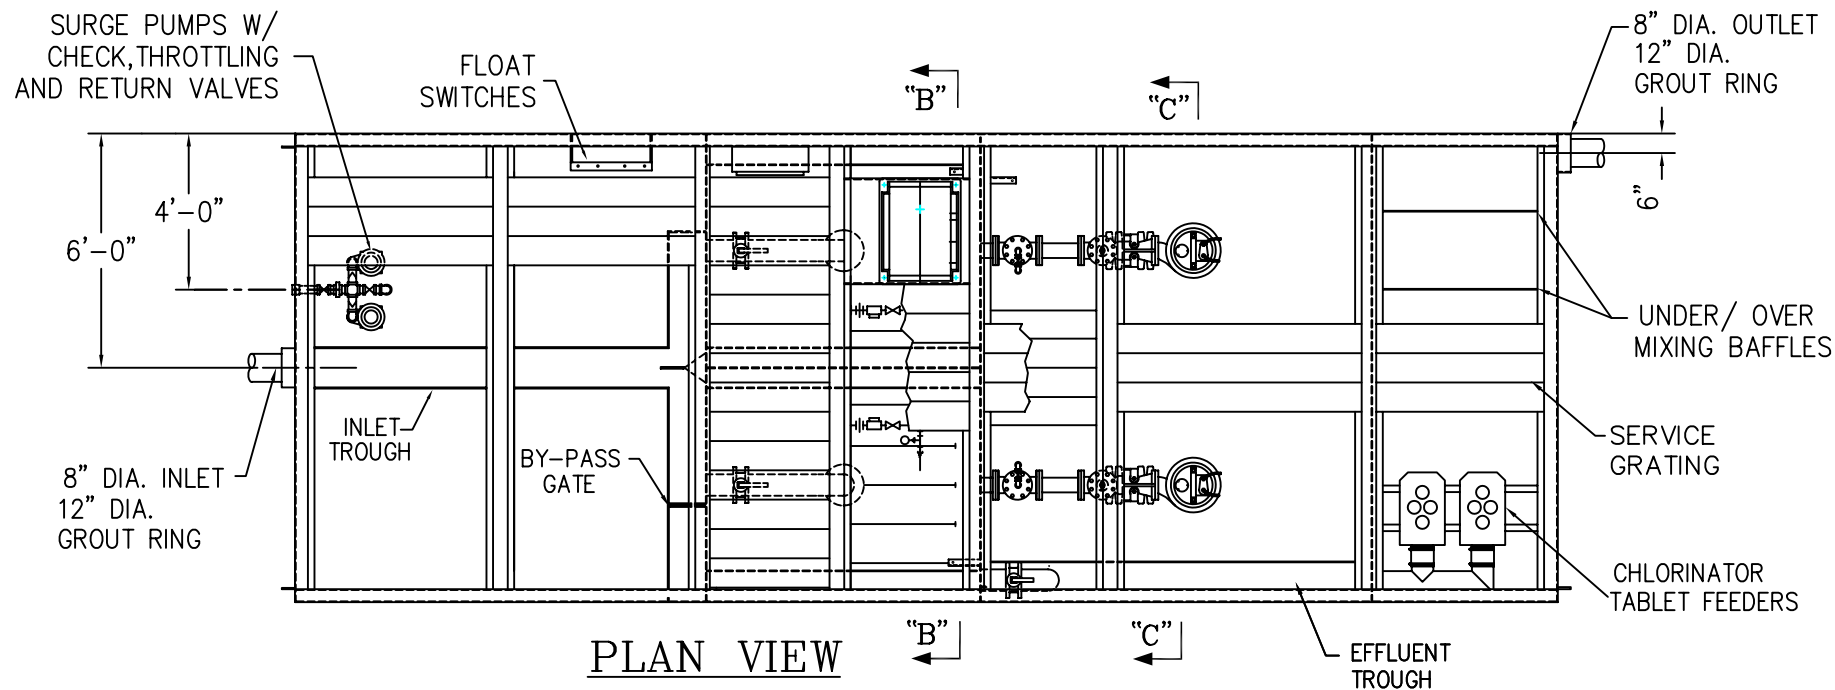 SURGE PUMPS W/
CHECK, THROTTLING
AND RETURN VALVES
FLOAT
SWITCHES
"B"
"C"
8" DIA. OUTLET
12" DIA.
GROUT RING
4'-0"
6'-0"
6"
UNDER/ OVER
MIXING BAFFLES
INLET
TROUGH
BY-PASS
GATE
8" DIA. INLET
12" DIA.
GROUT RING
SERVICE
GRATING
CHLORINATOR
TABLET FEEDERS
"B"
"C"
EFFLUENT
TROUGH
PLAN VIEW